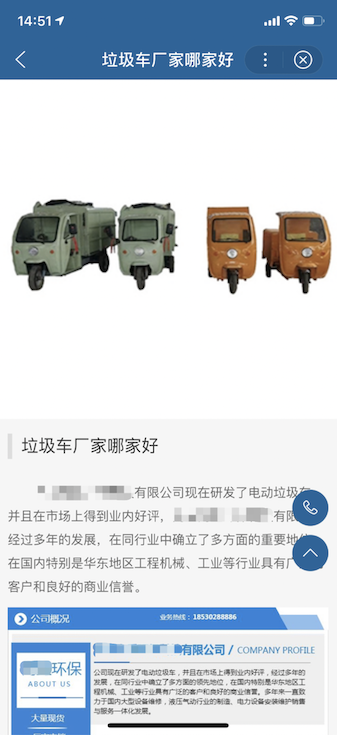 14:51
垃圾车厂家哪家好
垃圾车厂家哪家好
有限公司现在研发了电动垃圾车
并且在市场上得到业内好评，
有限
经过多年的发展，在同行业中确立了多方面的重要地位
在国内特别是华东地区工程机械、工业等行业具有广
客户和良好的商业信誉。
公司概况
业务热线：18530288886
有限公司 / COMPANY PROFILE
环保
ABOUT US
大量现货
公司现在研发了电动垃圾车，并且在市场上得到业内好评，经过多年的
发展，在同行业中确立了多方面的领先地位，在国内特别是华东地区工
程机械、工业等行业具有广泛的客户和良好的商业信誉。多年来一直致
力于国内大型设备维修，液压动力行业的制造、电力设备安装维护销售
与服务一体化发展。